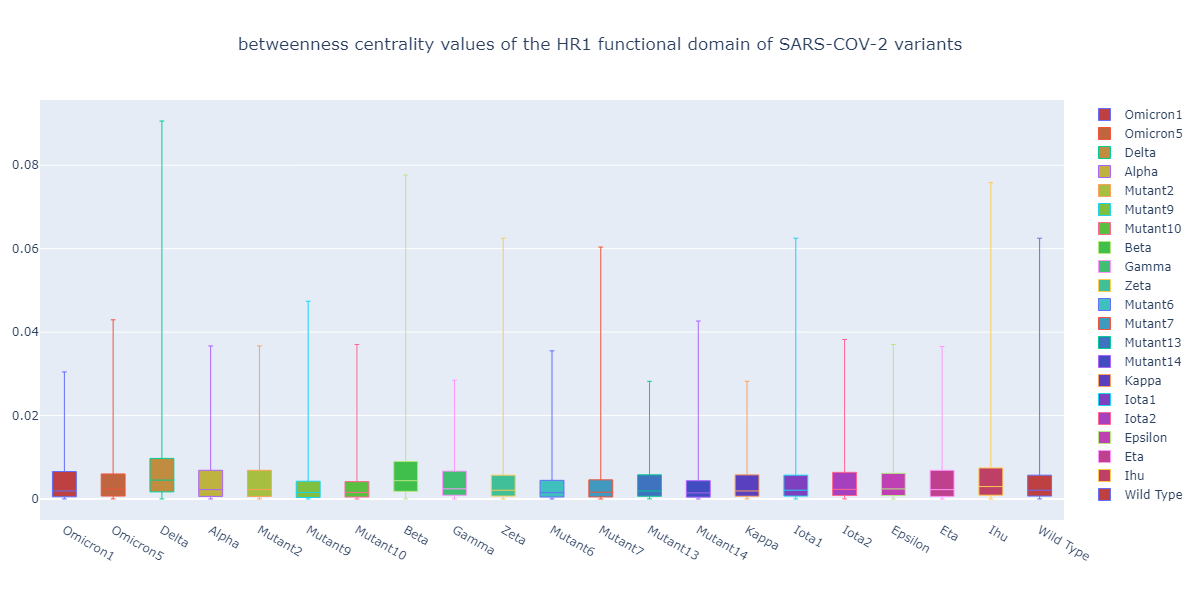 betweenness centrality values of the HR1 functional domain of SARS-COV-2 variants
0.08
0.06
0.04
0.02
0
Omicron1
Omicron5
Delta
Alpha
Mutant2
Mutant9
Mutant10
Beta
Gamma
Zeta
Mutant6
Mutant7
Mutant13
Mutant14
Kappa
Iota1
Iota2
Epsilon
Eta
Ihu
Wild Type
Omicron1
Omicron5
Delta
Alpha
Mutant2
Mutant9
Mutant10
Beta
Gamma
Zeta
Mutant6
Mutant7
Mutant13
Mutant14
Kappa
Iota1
Iota2
Epsilon
Eta
Ihu
Wild Type